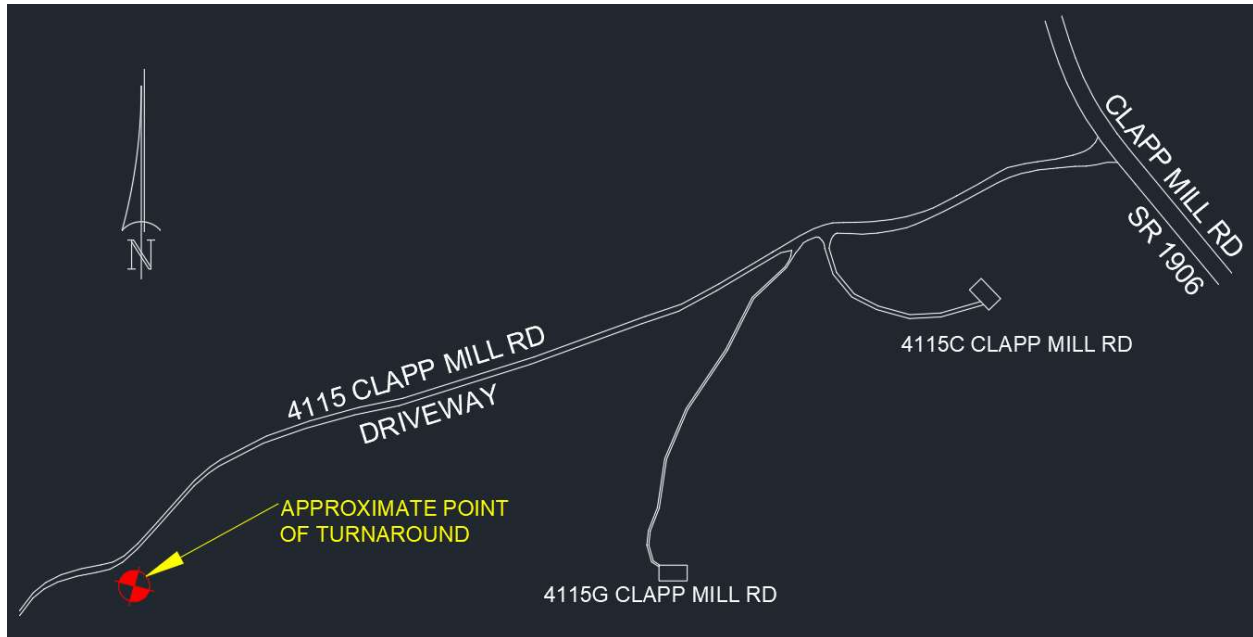 CLAPP MILL RD
SR 1906
N
4115C CLAPP MILL RD
4115 CLAPP MILL RD
DRIVEWAY
APPROXIMATE POINT
OF TURNAROUND
4115G CLAPP MILL RD